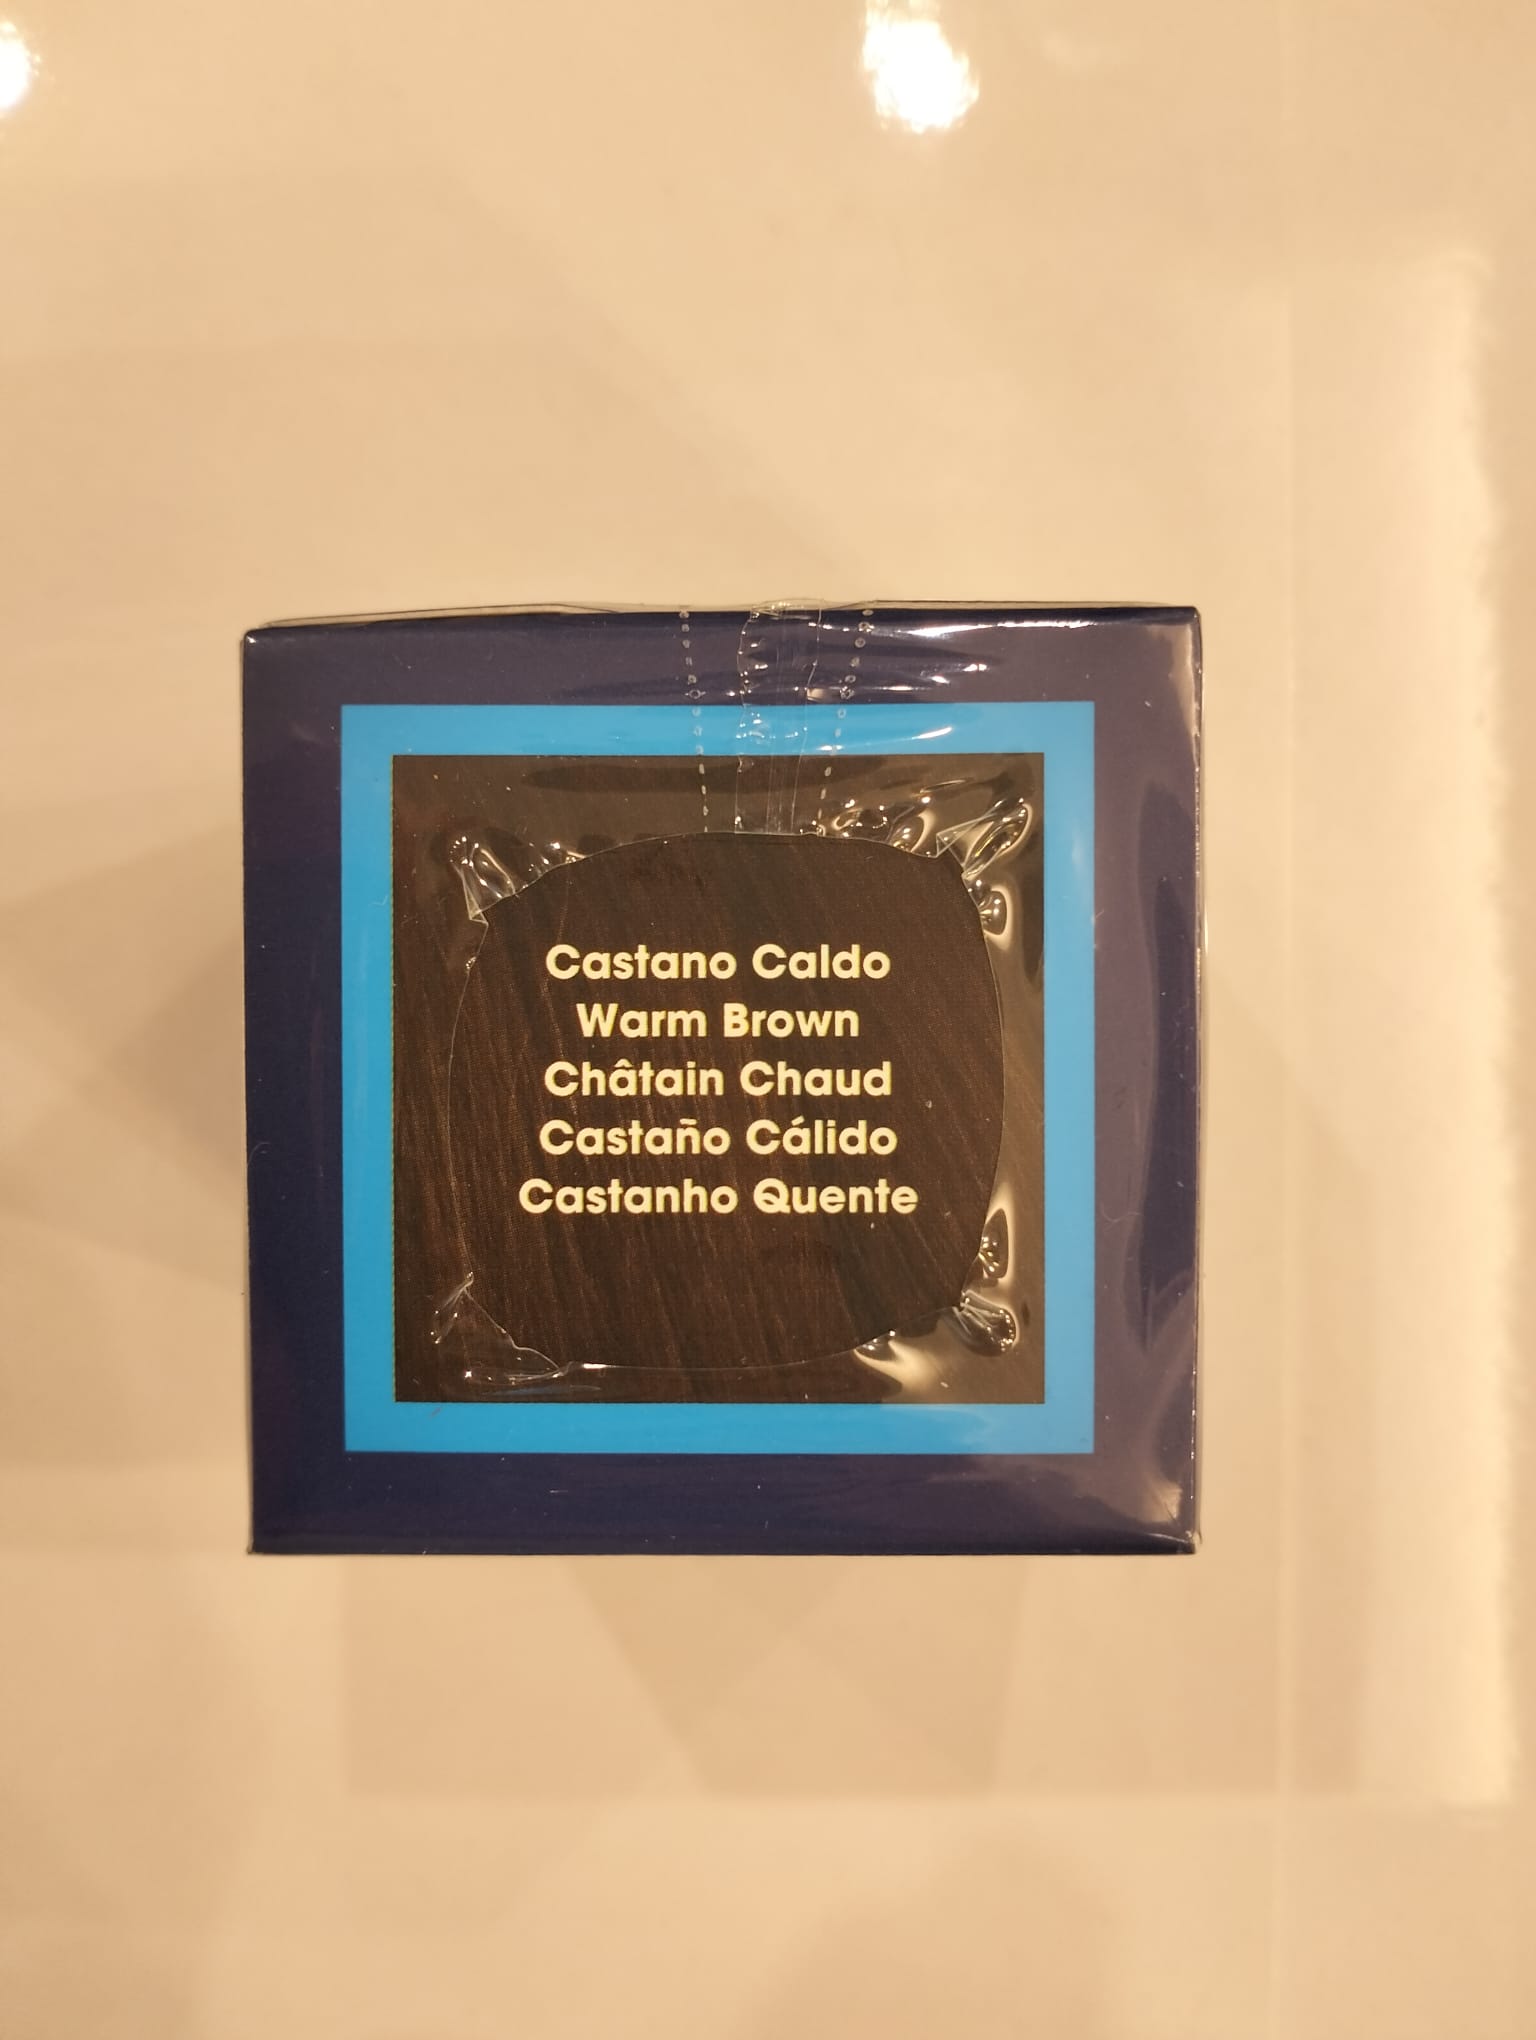 Castano Caldo
Warm Brown
Châtain Chaud
Castaño Cálido
Castanho Quente